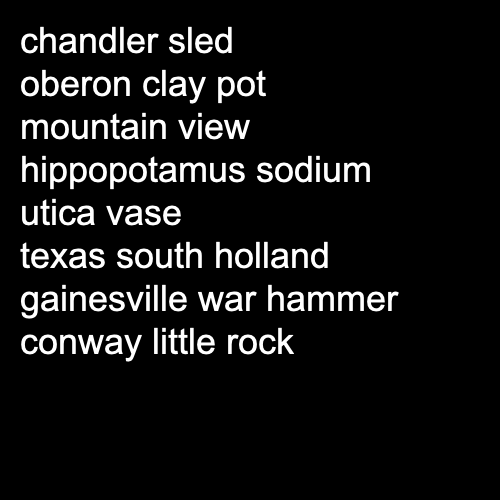 chandler sled
oberon clay pot
mountain view
hippopotamus sodium
utica vase
texas south holland
gainesville war hammer
conway little rock